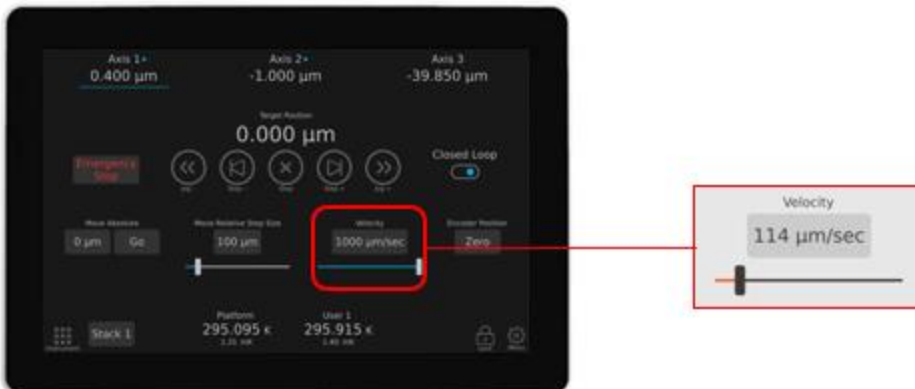 Axis 1•
Axis 2•
Axis 3
0.400 µm
-1.000 µm
-39.850 µm
Target Position
0.000 µm
Closed Loop
Emergency
Stop
Move Absolute
Move Relative Step Size
Velocity
Encoder Position
0 µm
Go
100 µm
1000 µm/sec
Zero
Velocity
114 µm/sec
Platform
User 1
295.095 K
295.915 K
Stack 1